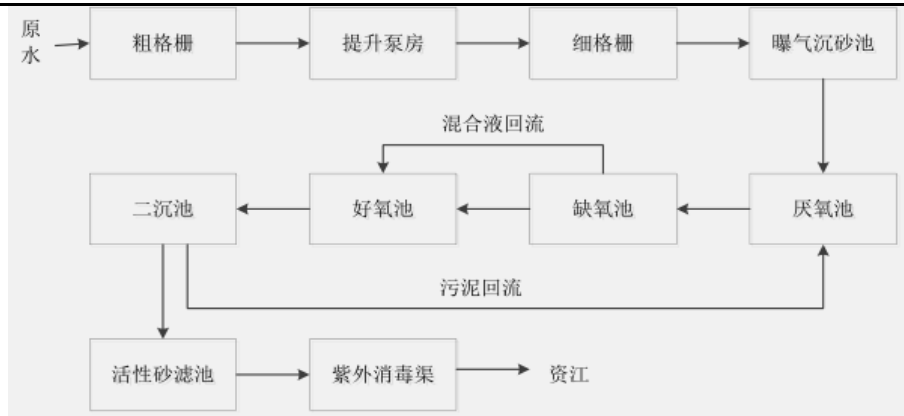 原
水
粗格栅
提升泵房
细格栅
曝气沉砂池
混合液回流
二沉池
好氧池
缺氧池
厌氧池
污泥回流
活性砂滤池
紫外消毒渠
资江